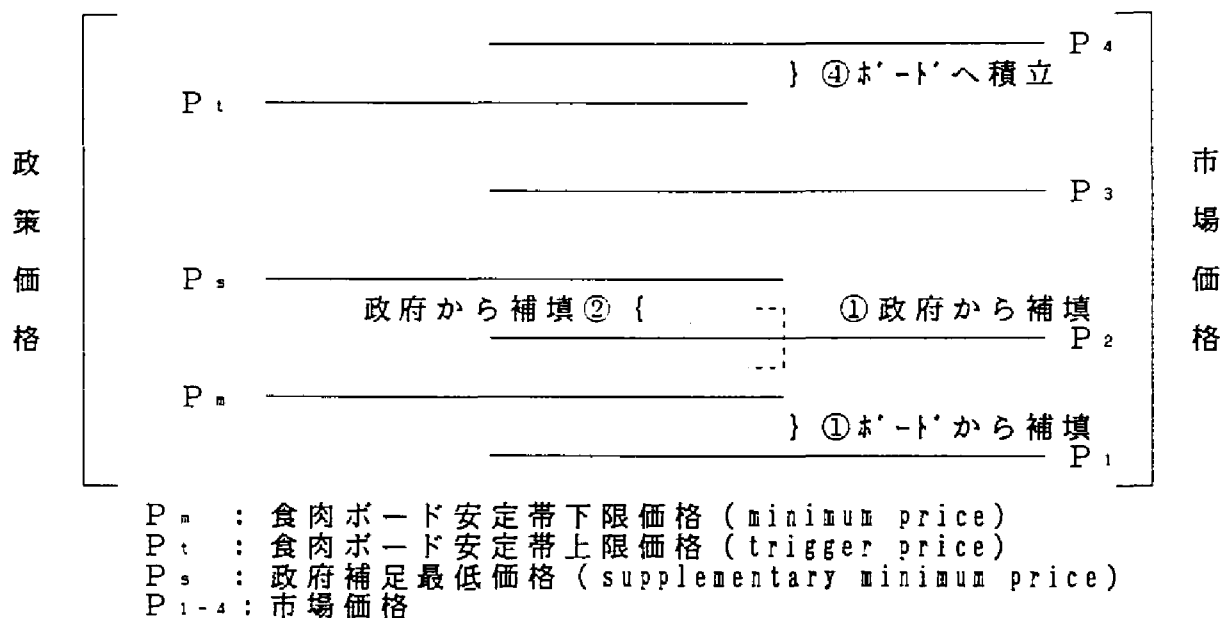 P4
} ④ボードへ積立
Pt
政策価格
市場価格
P3
Ps
政府から補填② {
①政府から補填
P2
Pm
} ①ボードから補填
P1
Pm : 食肉ボード安定帯下限価格 (minimum price)
Pt : 食肉ボード安定帯上限価格 (trigger price)
Ps : 政府補足最低価格 (supplementary minimum price)
P1-4: 市場価格